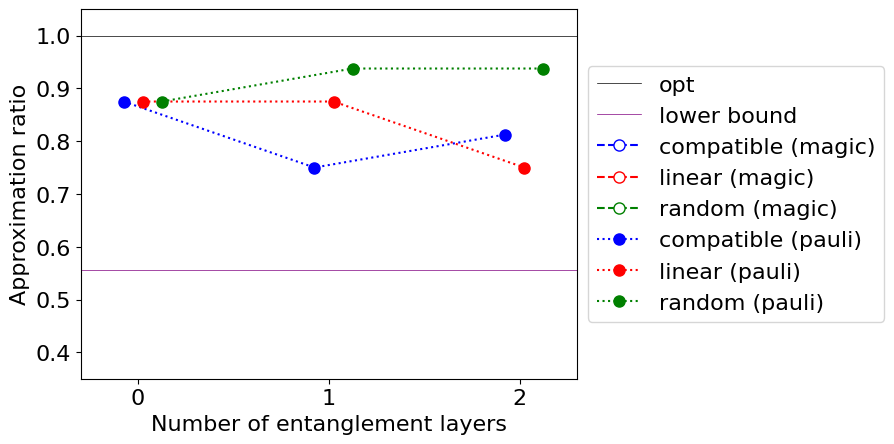 1.0
0.9
0.8
0.7
0.6
0.5
0.4
Approximation ratio
0
1
2
Number of entanglement layers
opt
lower bound
compatible (magic)
linear (magic)
random (magic)
compatible (pauli)
linear (pauli)
random (pauli)